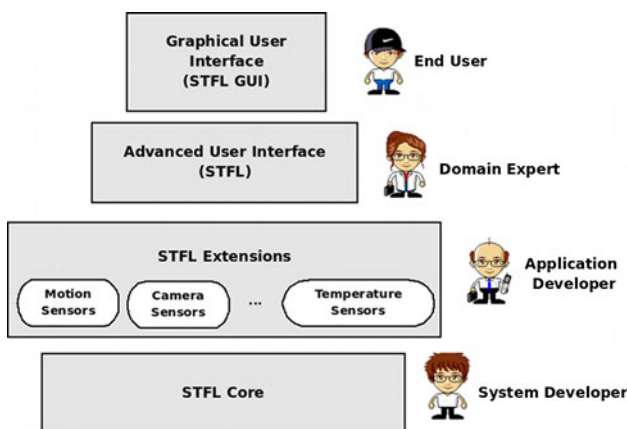 Graphical User
Interface
(STFL GUI)
End User
Advanced User Interface
(STFL)
Domain Expert
STFL Extensions
Motion
Sensors
Camera
Sensors
...
Temperature
Sensors
Application
Developer
STFL Core
System Developer